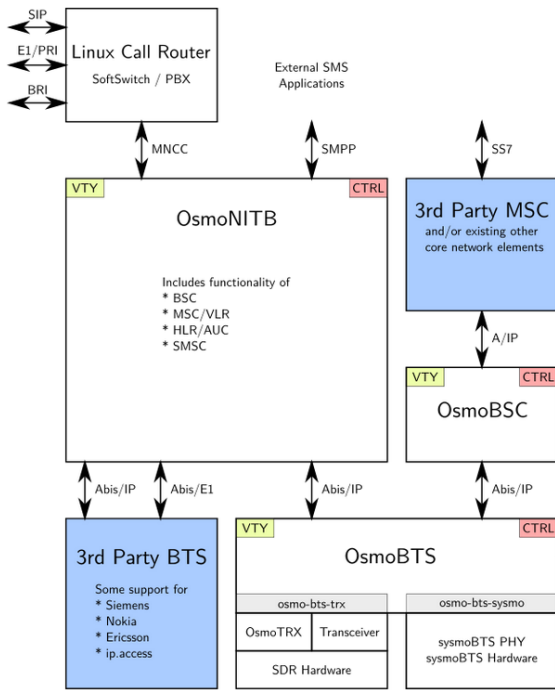 SIP
E1/PRI
BRI
Linux Call Router
SoftSwitch / PBX
External SMS
Applications
MNCC
SMPP
SS7
VTY
CTRL
OsmoNITB
Includes functionality of
* BSC
* MSC/VLR
* HLR/AUC
* SMSC
3rd Party MSC
and/or existing other
core network elements
A/IP
VTY
CTRL
OsmoBSC
Abis/IP
Abis/E1
Abis/IP
Abis/IP
3rd Party BTS
Some support for
* Siemens
* Nokia
* Ericsson
* ip.access
VTY
CTRL
OsmoBTS
osmo-bts-trx
osmo-bts-sysmo
OsmoTRX
Transceiver
SDR Hardware
sysmoBTS PHY
sysmoBTS Hardware